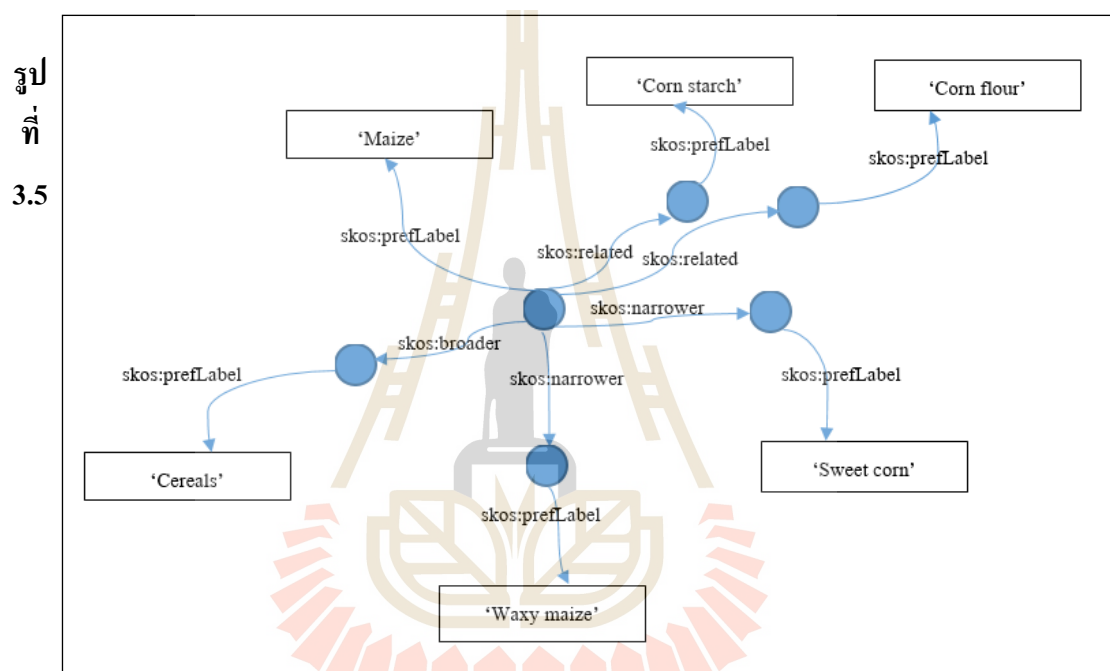 รูป
ที่
3.5
‘Corn starch’
‘Corn flour’
‘Maize’
skos:prefLabel
skos:prefLabel
skos:prefLabel
skos:related
skos:related
skos:narrower
skos:broader
skos:prefLabel
skos:narrower
skos:prefLabel
‘Cereals’
‘Sweet corn’
skos:prefLabel
‘Waxy maize’